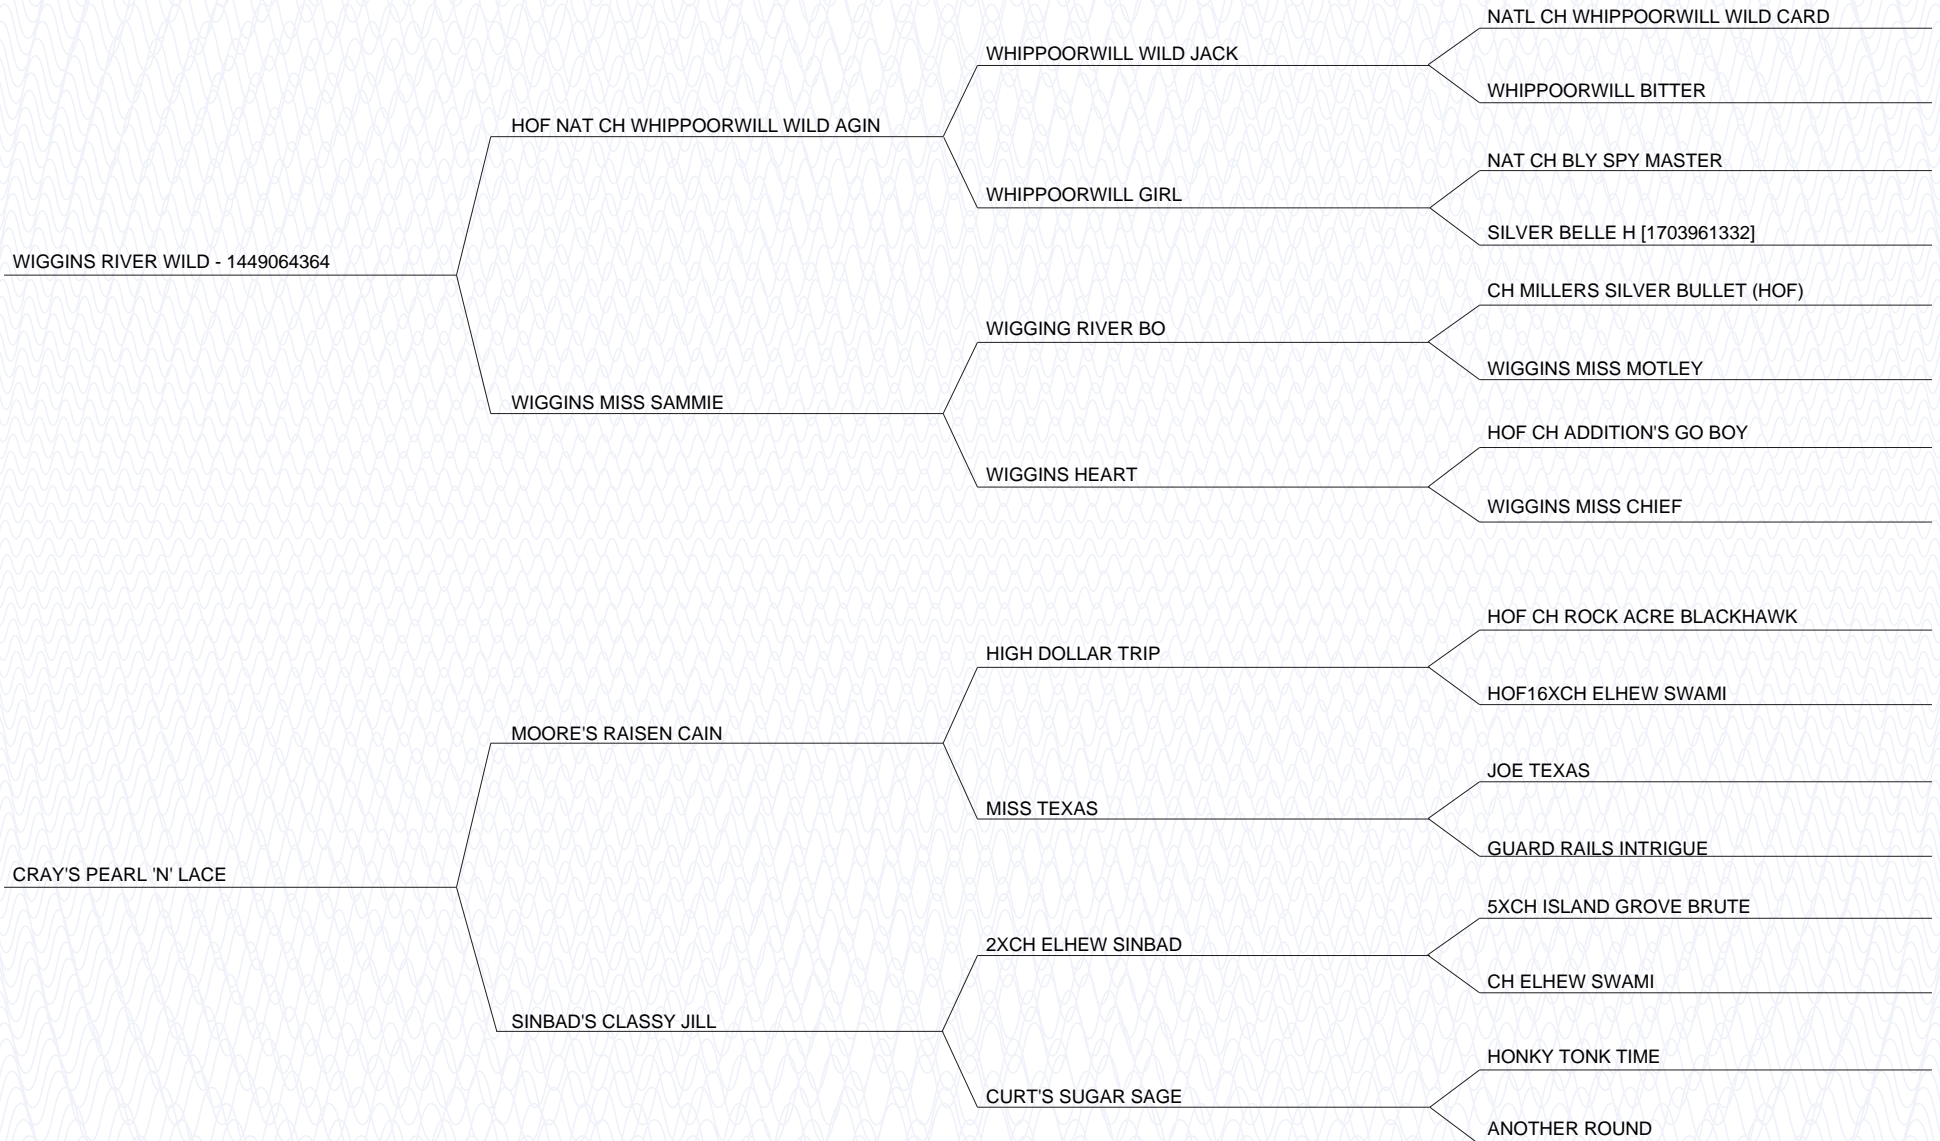 NATL CH WHIPPOORWILL WILD CARD
WHIPPOORWILL WILD JACK
WHIPPOORWILL BITTER
HOF NAT CH WHIPPOORWILL WILD AGIN
NAT CH BLY SPY MASTER
WHIPPOORWILL GIRL
SILVER BELLE H [1703961332]
WIGGINS RIVER WILD - 1449064364
CH MILLERS SILVER BULLET (HOF)
WIGGING RIVER BO
WIGGINS MISS MOTLEY
WIGGINS MISS SAMMIE
HOF CH ADDITION'S GO BOY
WIGGINS HEART
WIGGINS MISS CHIEF
HOF CH ROCK ACRE BLACKHAWK
HIGH DOLLAR TRIP
HOF16XCH ELHEW SWAMI
MOORE'S RAISEN CAIN
JOE TEXAS
MISS TEXAS
GUARD RAILS INTRIGUE
CRAY'S PEARL 'N' LACE
5XCH ISLAND GROVE BRUTE
2XCH ELHEW SINBAD
CH ELHEW SWAMI
SINBAD'S CLASSY JILL
HONKY TONK TIME
CURT'S SUGAR SAGE
ANOTHER ROUND